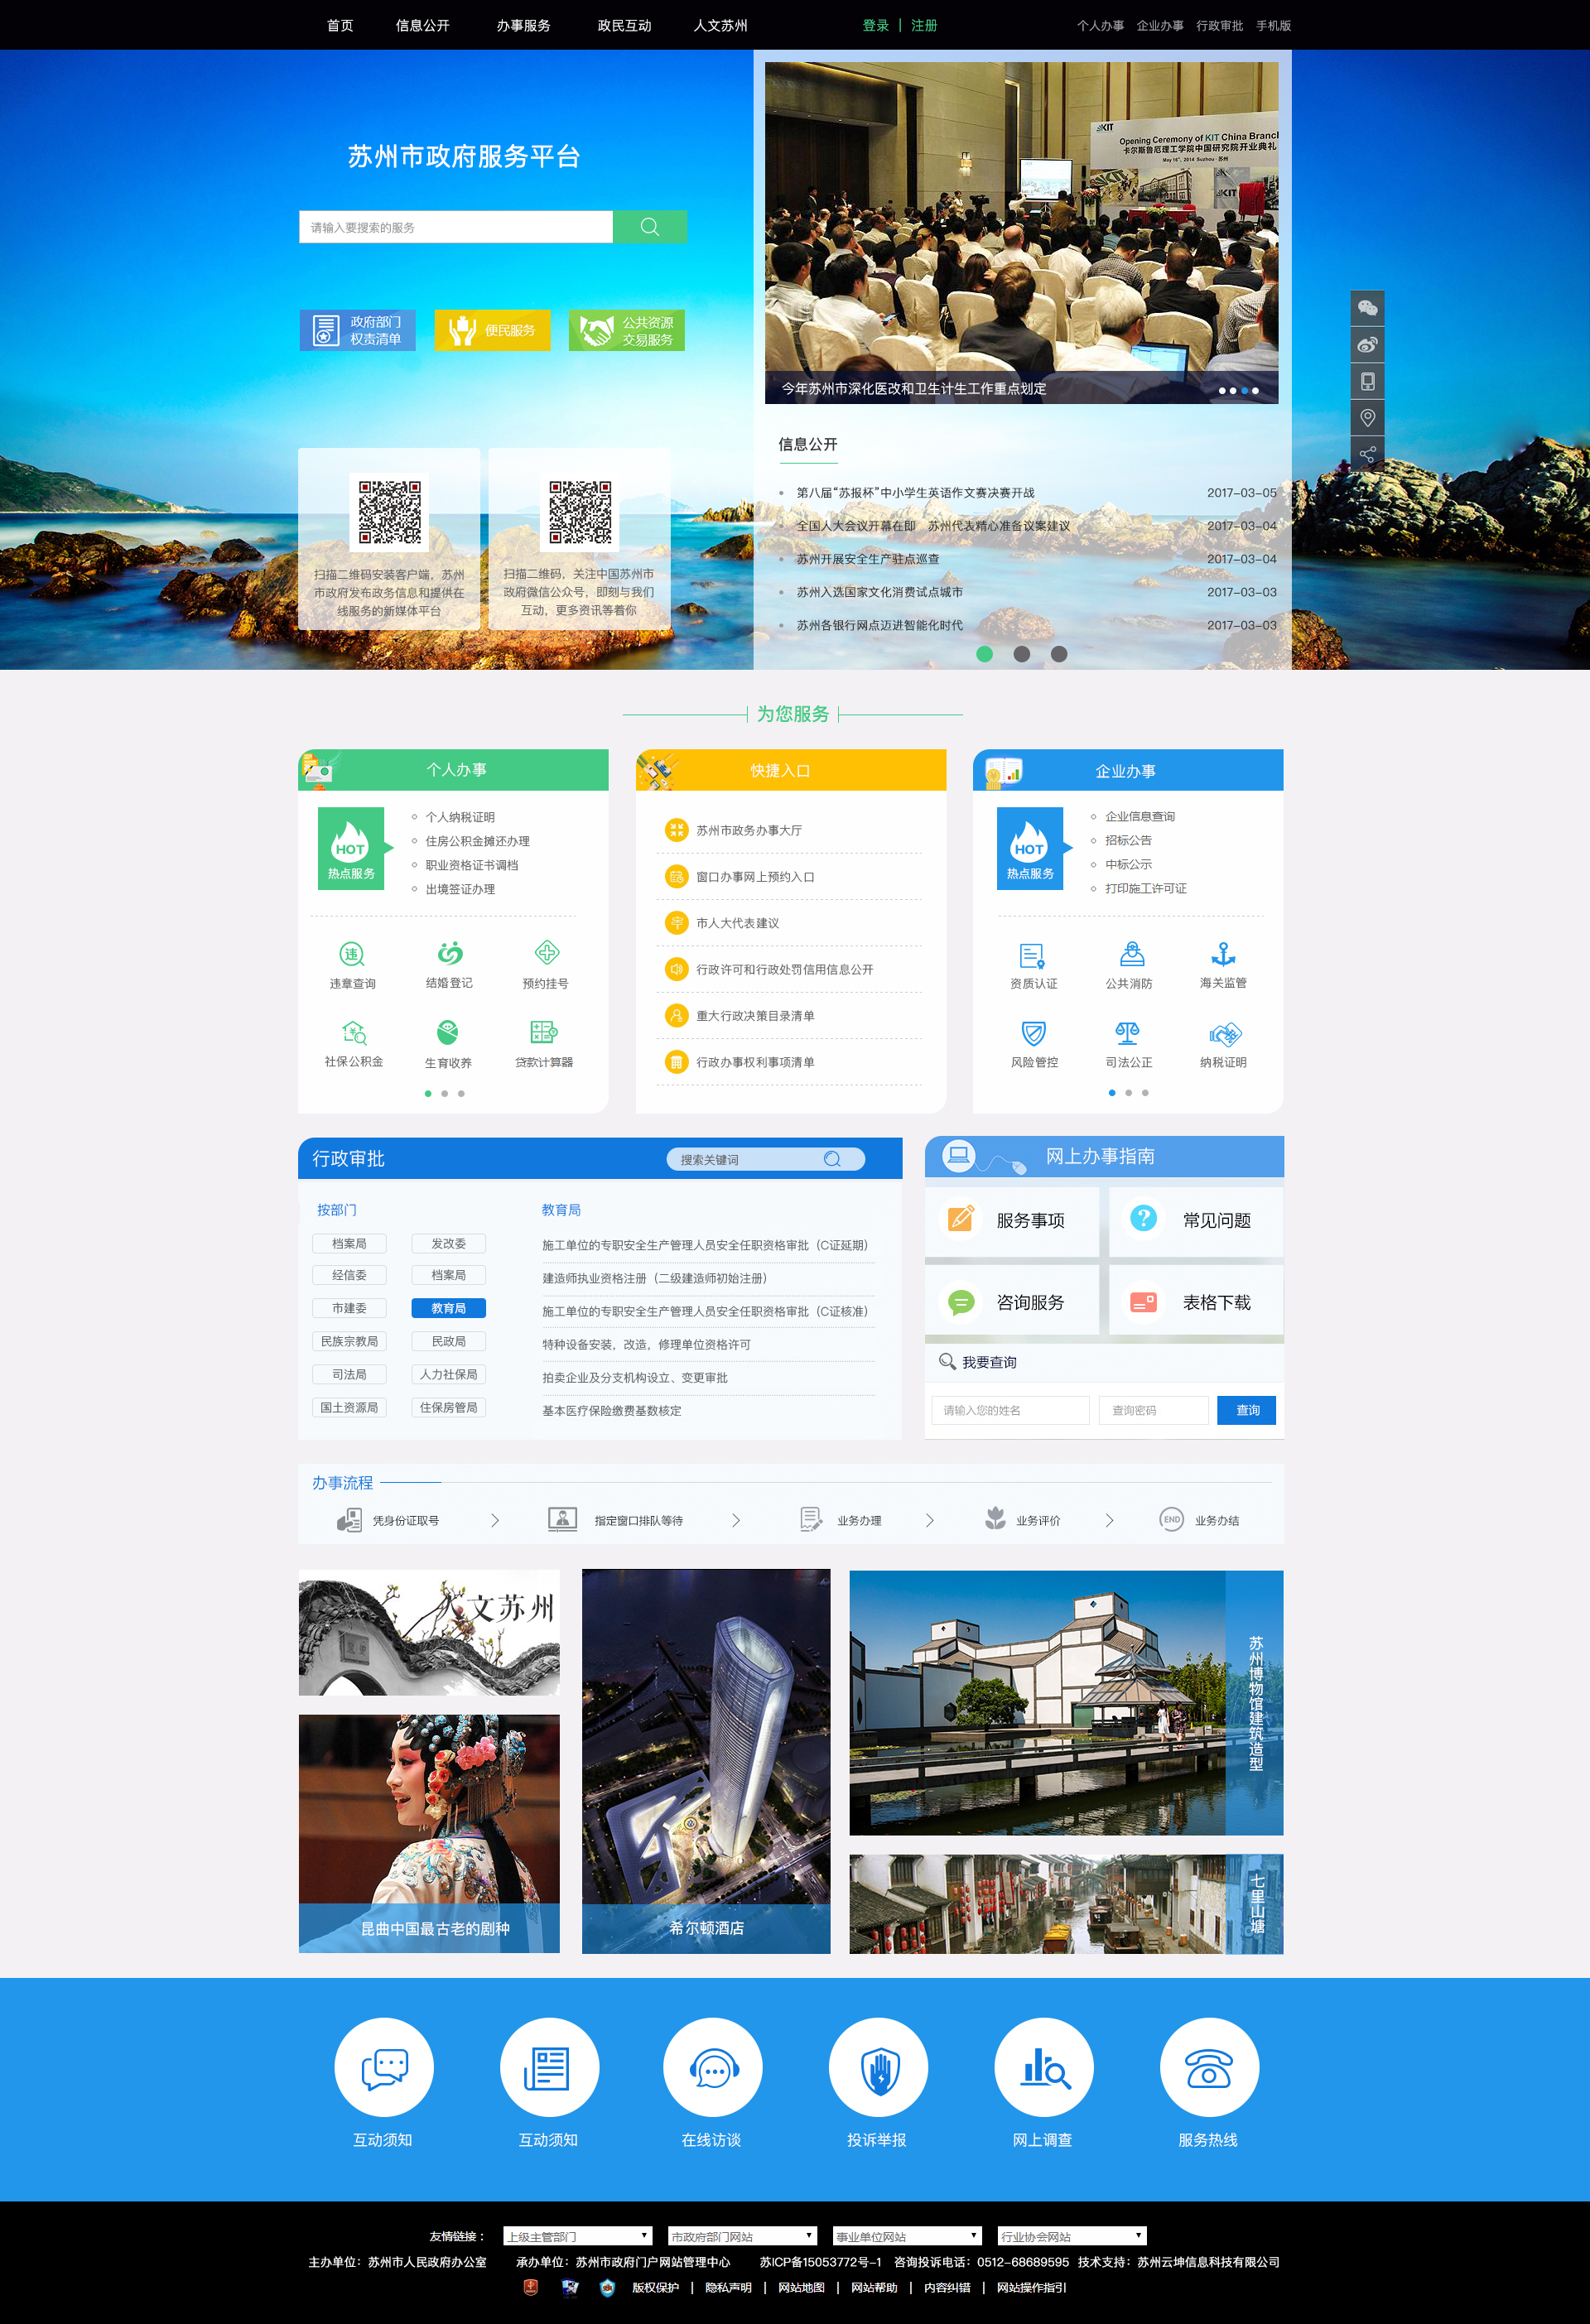 首页 信息公开 办事服务 政民互动 人文苏州 登录 | 注册 个人办事 企业办事 行政审批 手机版
苏州市政府服务平台
请输入要搜索的服务
政府部门
权责清单
便民服务
公共资源
交易服务
扫描二维码安装客户端，苏州
市政府发布政务信息和提供在
线服务的新媒体平台
扫描二维码，关注中国苏州市
政府微信公众号，即刻与我们
互动，更多资讯等着你
KIT
Opening Ceremony of KIT China Branch
卡尔斯鲁厄理工学院中国研究院开业典礼
May 16th, 2014 Suzhou · 苏州
KIT
今年苏州市深化医改和卫生计生工作重点划定
信息公开
第八届“苏报杯”中小学生英语作文赛决赛开战 2017-03-05
全国人大会议开幕在即 苏州代表精心准备议案建议 2017-03-04
苏州开展安全生产驻点巡查 2017-03-04
苏州入选国家文化消费试点城市 2017-03-03
苏州各银行网点迈进智能化时代 2017-03-03
为您服务
个人办事
HOT
热点服务
个人纳税证明
住房公积金摊还办理
职业资格证书调档
出境签证办理
违
违章查询 结婚登记 预约挂号
社保公积金 生育收养 贷款计算器
快捷入口
苏州市政务办事大厅
窗口办事网上预约入口
市人大代表建议
行政许可和行政处罚信用信息公开
重大行政决策目录清单
行政办事权利事项清单
企业办事
HOT
热点服务
企业信息查询
招标公告
中标公示
打印施工许可证
资质认证 公共消防 海关监管
风险管控 司法公正 纳税证明
行政审批
搜索关键词
按部门
档案局 发改委
经信委 档案局
市建委 教育局
民族宗教局 民政局
司法局 人力社保局
国土资源局 住保房管局
教育局
施工单位的专职安全生产管理人员安全任职资格审批（C证延期）
建造师执业资格注册（二级建造师初始注册）
施工单位的专职安全生产管理人员安全任职资格审批（C证核准）
特种设备安装，改造，修理单位资格许可
拍卖企业及分支机构设立、变更审批
基本医疗保险缴费基数核定
网上办事指南
服务事项 ? 常见问题
咨询服务 表格下载
我要查询
请输入您的姓名 查询密码 查询
办事流程
凭身份证取号 指定窗口排队等待 业务办理 业务评价 END 业务办结
人文苏州
昆曲中国最古老的剧种
希尔顿酒店
苏州博物馆建筑造型
七里山塘
互动须知 互动须知 在线访谈 投诉举报 网上调查 服务热线
友情链接： 上级主管部门 市政府部门网站 事业单位网站 行业协会网站
主办单位：苏州市人民政府办公室 承办单位：苏州市政府门户网站管理中心 苏ICP备15053772号-1 咨询投诉电话：0512-68689595 技术支持：苏州云坤信息科技有限公司
版权保护 | 隐私声明 | 网站地图 | 网站帮助 | 内容纠错 | 网站操作指引